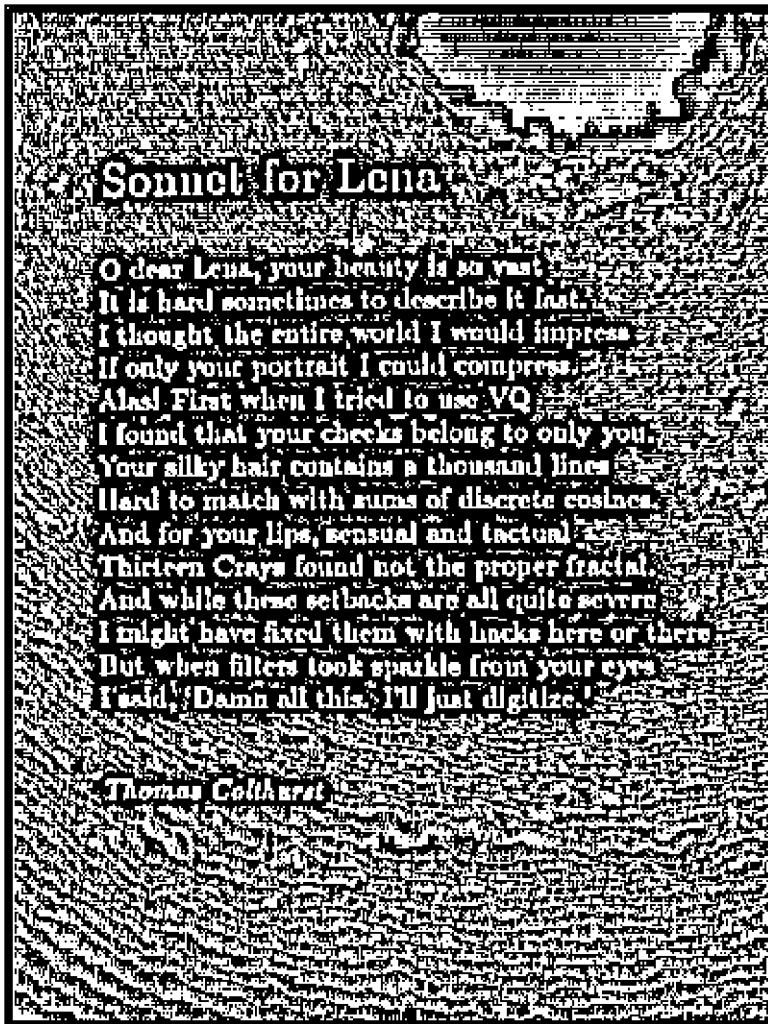 Sonnet for Lena
O dear Lena, your beauty is so vast
It is hard sometimes to describe it fast.
I thought the entire world I would impress
If only your portrait I could compress.
Alas! First when I tried to use VQ
I found that your cheeks belong to only you.
Your silky hair contains a thousand lines
Hard to match with sums of discrete cosines.
And for your lips, sensual and tactual
Thirteen Crays found not the proper fractal.
And while these setbacks are all quite severe
I might have fixed them with hacks here or there
But when filters took sparkle from your eyes
I said, 'Damn all this. I'll just digitize.'
Thomas Colthurst